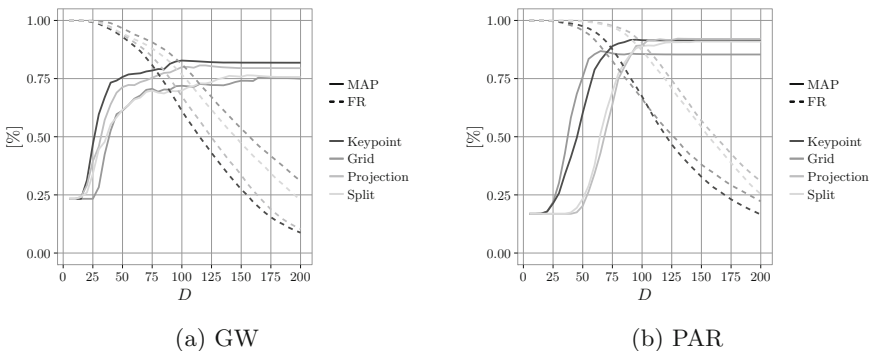 1.00
0.75
0.50
0.25
0.00
[%]
0 25 50 75 100 125 150 175 200
D
MAP
FR
Keypoint
Grid
Projection
Split
(a) GW
1.00
0.75
0.50
0.25
0.00
[%]
0 25 50 75 100 125 150 175 200
D
MAP
FR
Keypoint
Grid
Projection
Split
(b) PAR